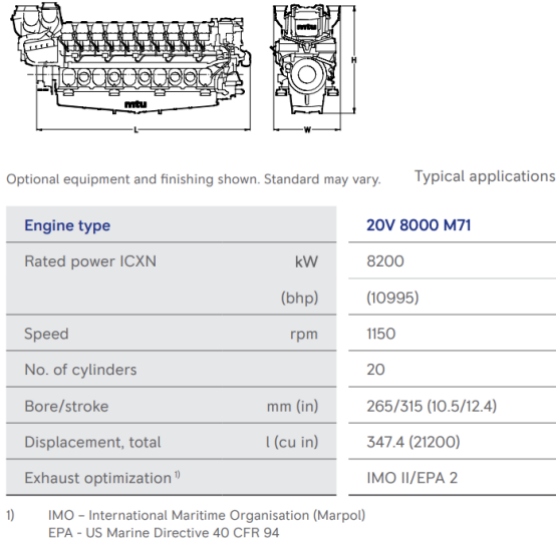 mtu
mtu
H
L
W
Optional equipment and finishing shown. Standard may vary.
Typical applications
Engine type 20V 8000 M71
Rated power ICXN kW 8200
(bhp) (10995)
Speed rpm 1150
No. of cylinders 20
Bore/stroke mm (in) 265/315 (10.5/12.4)
Displacement, total l (cu in) 347.4 (21200)
Exhaust optimization 1) IMO II/EPA 2
1) IMO – International Maritime Organisation (Marpol)
EPA - US Marine Directive 40 CFR 94